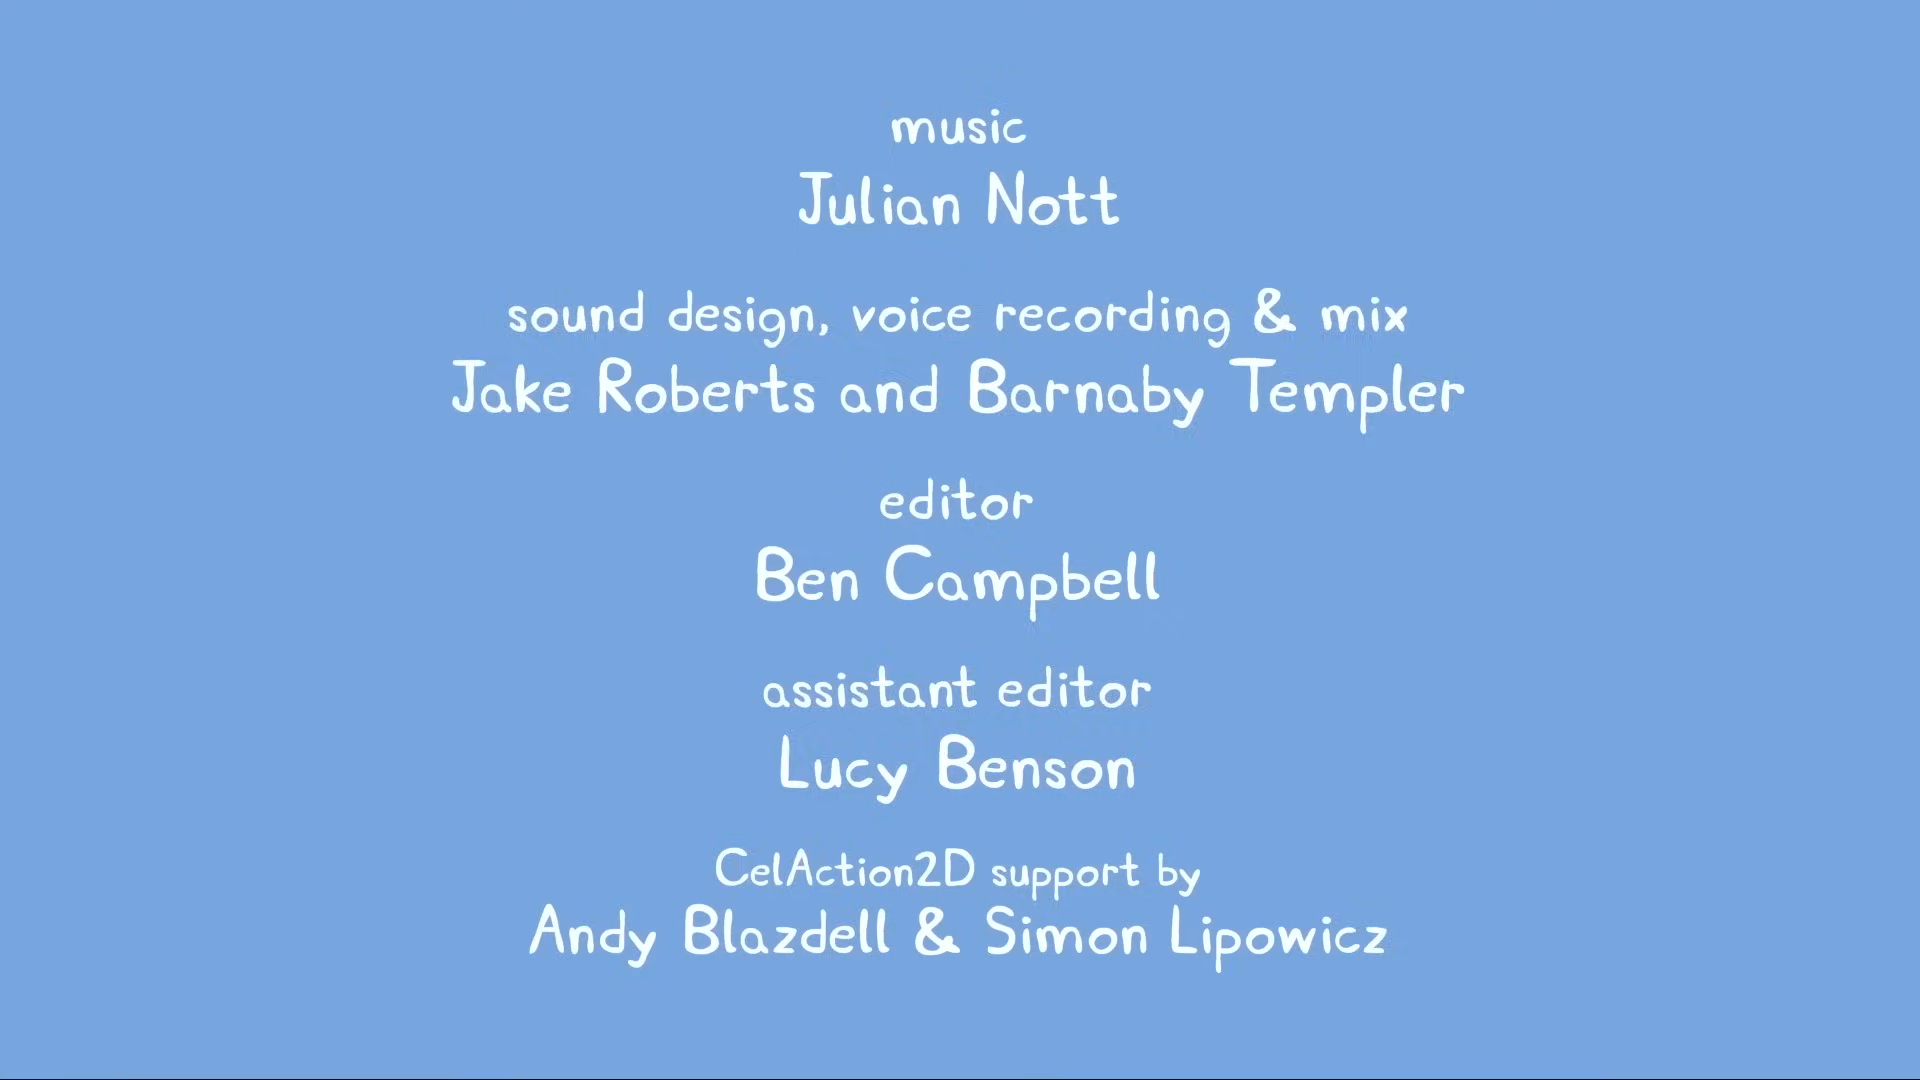 music
Julian Nott
sound design, voice recording & mix
Jake Roberts and Barnaby Templer
editor
Ben Campbell
assistant editor
Lucy Benson
CelAction2D support by
Andy Blazdell & Simon Lipowicz